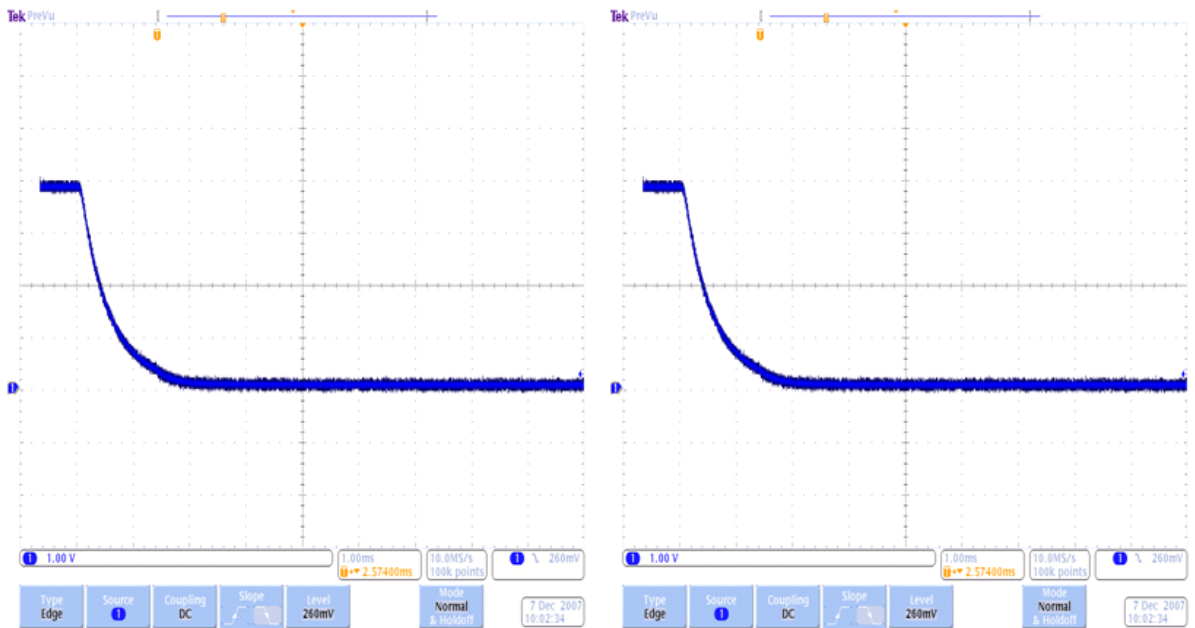 Tek PreVu
1 1.00 V
1.00ms
2.57400ms
10.0MS/s
100k points
1 260mV
Type
Edge
Source
1
Coupling
DC
Slope
Level
260mV
Mode
Normal
& Holdoff
7 Dec 2007
10:02:34
Tek PreVu
1 1.00 V
1.00ms
2.57400ms
10.0MS/s
100k points
1 260mV
Type
Edge
Source
1
Coupling
DC
Slope
Level
260mV
Mode
Normal
& Holdoff
7 Dec 2007
10:02:34